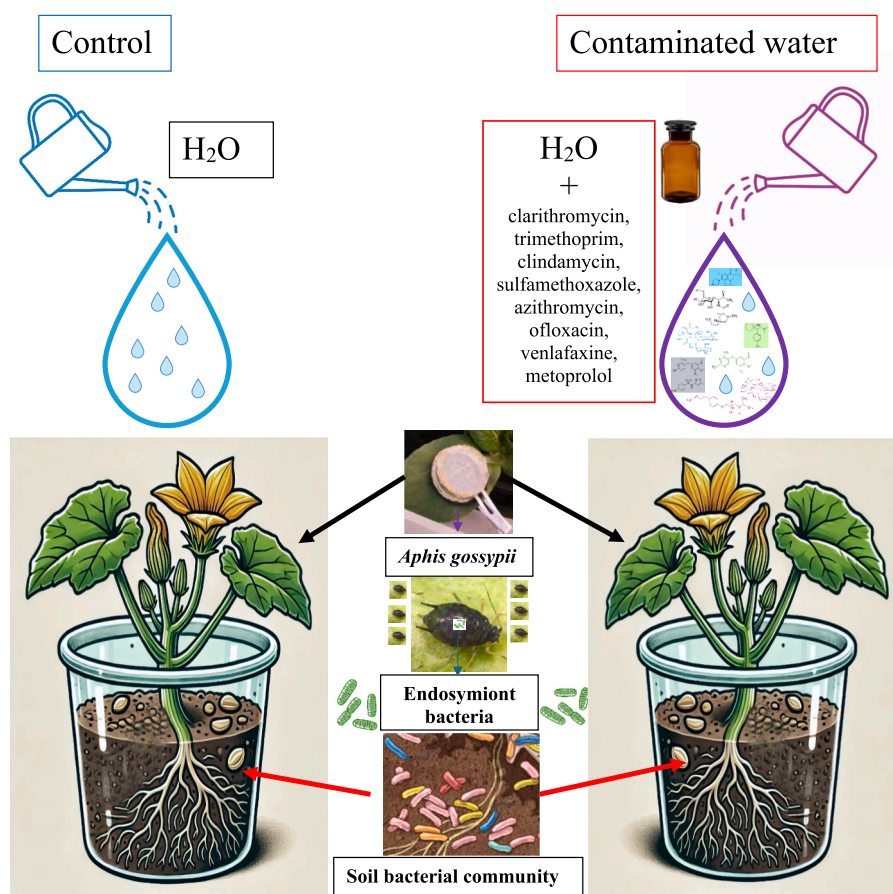 Control
Contaminated water
H₂O
H₂O
+
clarithromycin,
trimethoprim,
clindamycin,
sulfamethoxazole,
azithromycin,
ofloxacin,
venlafaxine,
metoprolol
Aphis gossypii
Endosymiont
bacteria
Soil bacterial community